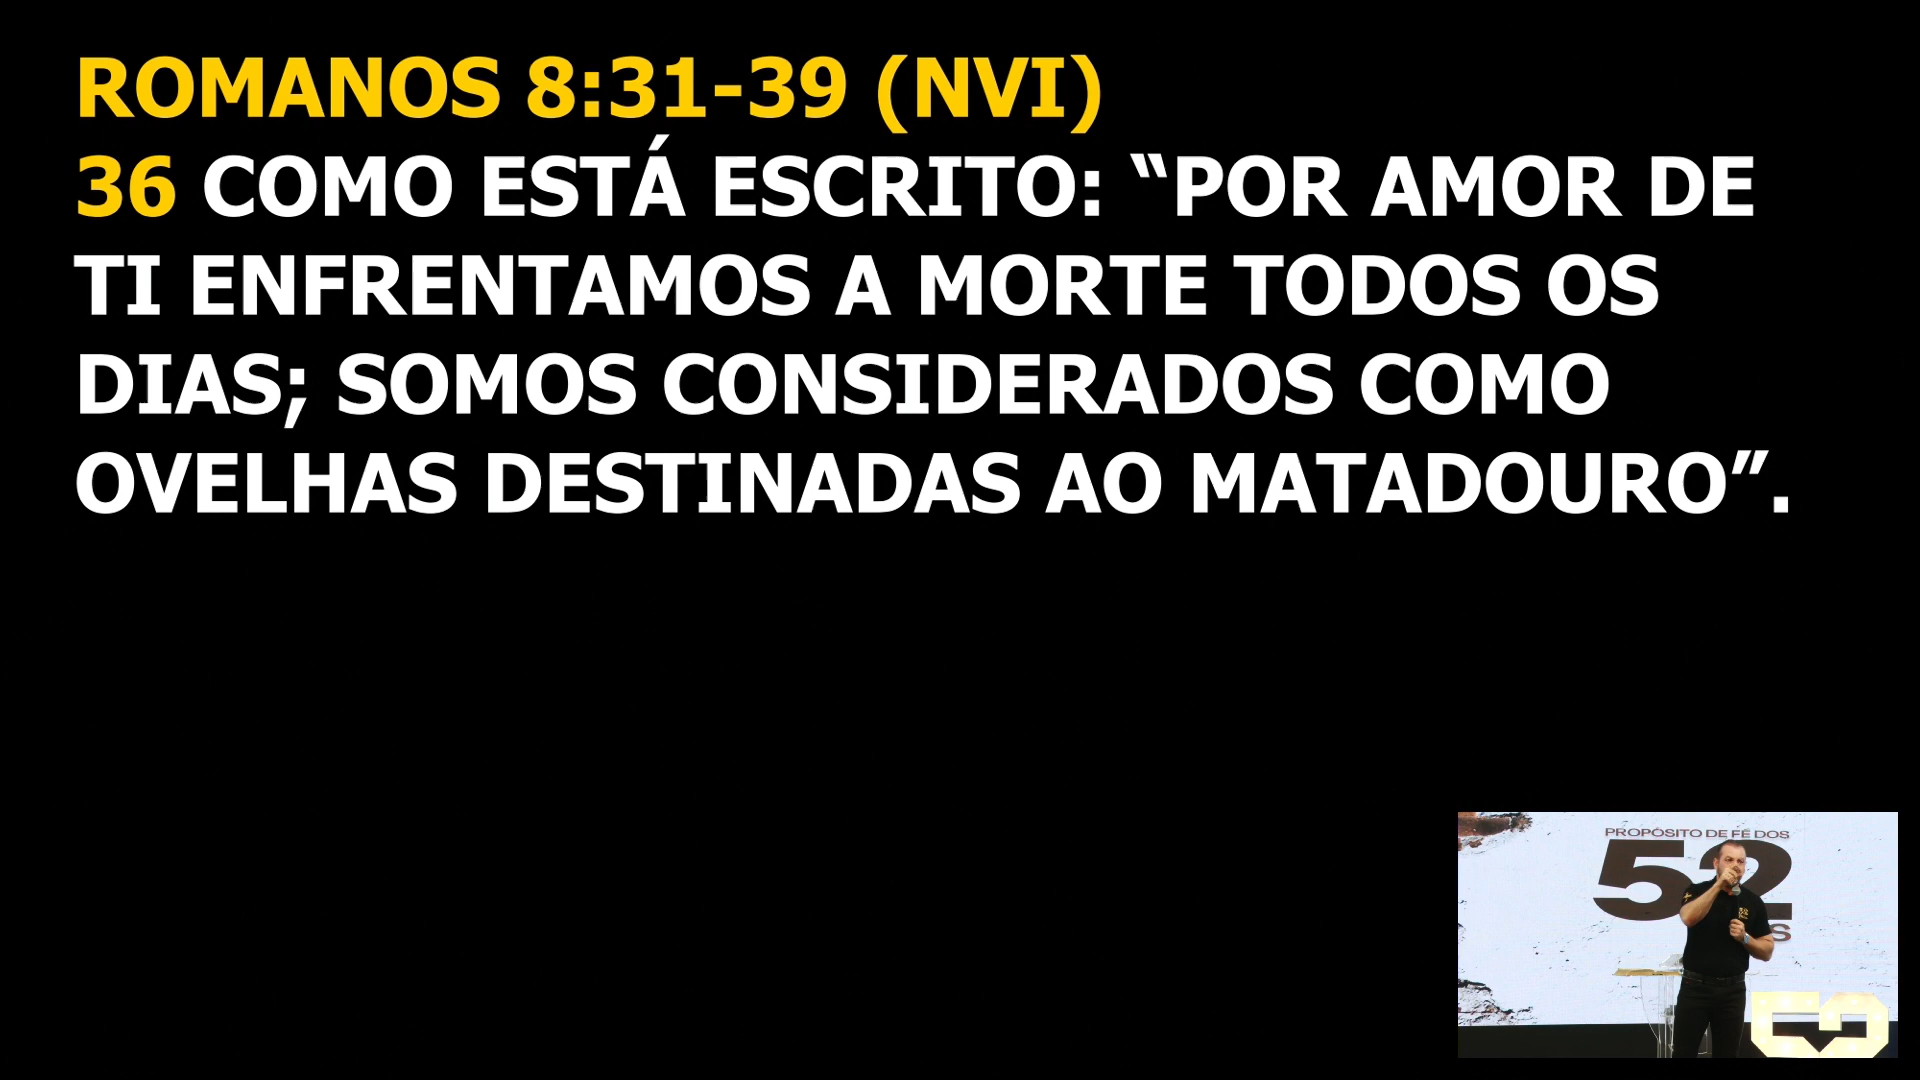 ROMANOS 8:31-39 (NVI)
36 COMO ESTÁ ESCRITO: “POR AMOR DE
TI ENFRENTAMOS A MORTE TODOS OS
DIAS; SOMOS CONSIDERADOS COMO
OVELHAS DESTINADAS AO MATADOURO”.
PROPÓSITO DE FÉ DOS
52